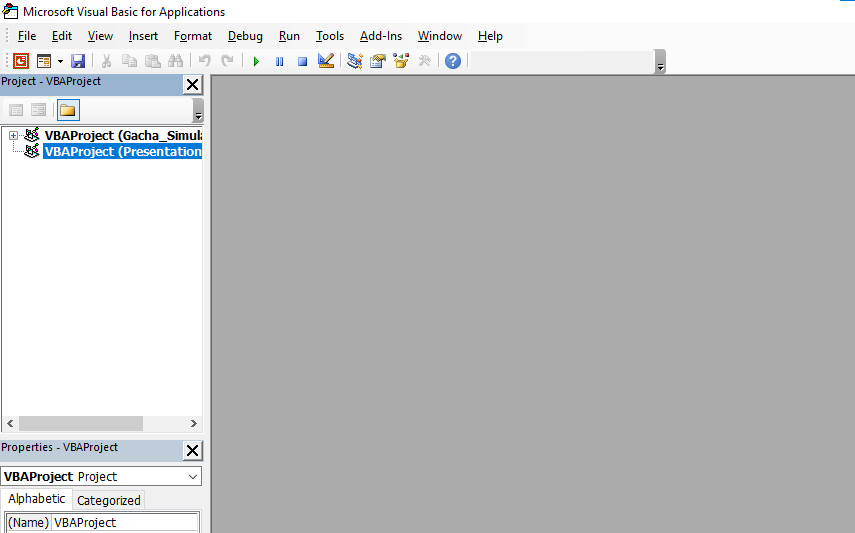 Microsoft Visual Basic for Applications
File Edit View Insert Format Debug Run Tools Add-Ins Window Help
Project - VBAProject
VBAProject (Gacha_Simul
VBAProject (Presentation
Properties - VBAProject
VBAProject Project
Alphabetic Categorized
(Name) VBAProject